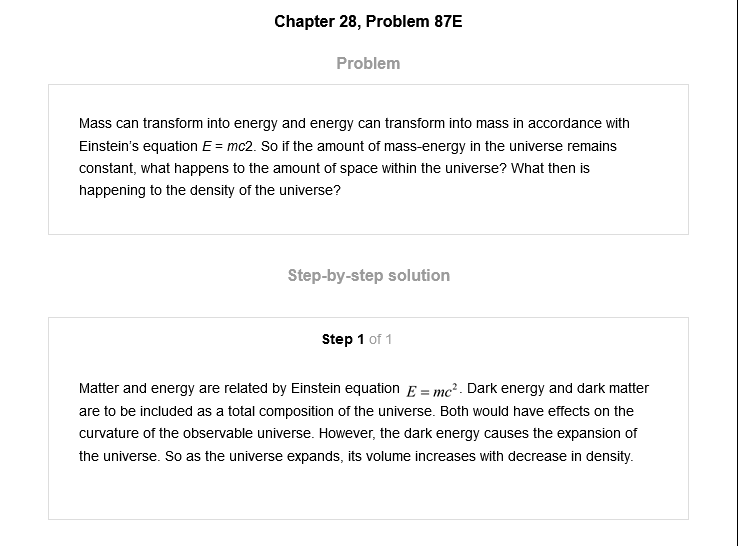 Chapter 28, Problem 87E
Problem
Mass can transform into energy and energy can transform into mass in accordance with
Einstein's equation E = mc2. So if the amount of mass-energy in the universe remains
constant, what happens to the amount of space within the universe? What then is
happening to the density of the universe?
Step-by-step solution
Step 1 of 1
Matter and energy are related by Einstein equation E = mc². Dark energy and dark matter
are to be included as a total composition of the universe. Both would have effects on the
curvature of the observable universe. However, the dark energy causes the expansion of
the universe. So as the universe expands, its volume increases with decrease in density.